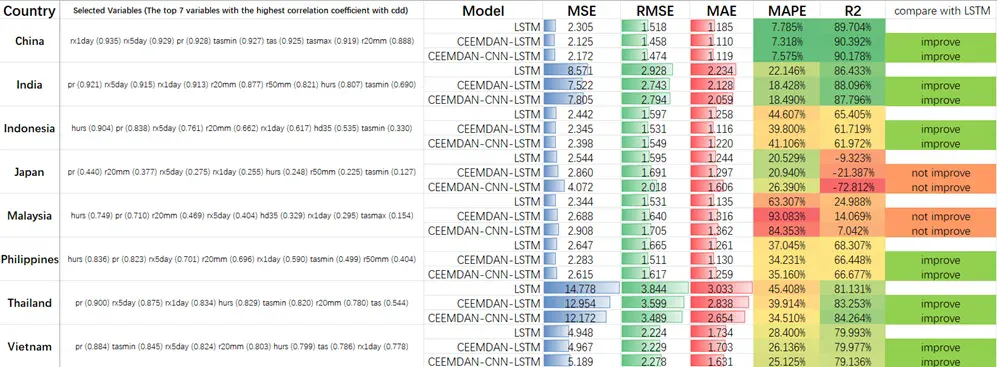 Country Selected Variables (The top 7 variables with the highest correlation coefficient with cdd) Model MSE RMSE MAE MAPE R2 compare with LSTM
LSTM 2.305 1.518 1.185 7.785% 89.704%
China rx1day (0.935) rx5day (0.929) pr (0.928) tasmin (0.927) tas (0.925) tasmax (0.919) r20mm (0.888) CEEMDAN-LSTM 2.125 1.458 1.110 7.318% 90.392% improve
CEEMDAN-CNN-LSTM 2.172 1.474 1.119 7.575% 90.178% improve
LSTM 8.571 2.928 2.234 22.146% 86.433%
India pr (0.921) rx5day (0.915) rx1day (0.913) r20mm (0.877) r50mm (0.821) hurs (0.807) tasmin (0.690) CEEMDAN-LSTM 7.522 2.743 2.128 18.428% 88.096% improve
CEEMDAN-CNN-LSTM 7.805 2.794 2.059 18.490% 87.796% improve
LSTM 2.442 1.597 1.258 44.607% 65.405%
Indonesia hurs (0.904) pr (0.838) rx5day (0.761) r20mm (0.662) rx1day (0.617) hd35 (0.535) tasmin (0.330) CEEMDAN-LSTM 2.345 1.531 1.116 39.800% 61.719% improve
CEEMDAN-CNN-LSTM 2.398 1.549 1.220 41.106% 61.972% improve
LSTM 2.544 1.595 1.244 20.529% -9.323%
Japan pr (0.440) r20mm (0.377) rx5day (0.275) rx1day (0.255) hurs (0.248) r50mm (0.225) tasmin (0.127) CEEMDAN-LSTM 2.860 1.691 1.297 20.940% -21.387% not improve
CEEMDAN-CNN-LSTM 4.072 2.018 1.606 26.390% -72.812% not improve
LSTM 2.344 1.531 1.135 63.307% 24.988%
Malaysia hurs (0.749) pr (0.710) r20mm (0.469) rx5day (0.404) hd35 (0.329) rx1day (0.295) tasmax (0.154) CEEMDAN-LSTM 2.688 1.640 1.316 93.083% 14.069% not improve
CEEMDAN-CNN-LSTM 2.908 1.705 1.362 84.353% 7.042% not improve
LSTM 2.647 1.665 1.261 37.045% 68.307%
Philippines hurs (0.836) pr (0.823) rx5day (0.701) r20mm (0.696) rx1day (0.590) tasmin (0.499) r50mm (0.404) CEEMDAN-LSTM 2.283 1.511 1.130 34.231% 66.448% improve
CEEMDAN-CNN-LSTM 2.615 1.617 1.259 35.160% 66.677% improve
LSTM 14.778 3.844 3.033 45.408% 81.131%
Thailand pr (0.900) rx5day (0.875) rx1day (0.834) hurs (0.829) tasmin (0.820) r20mm (0.780) tas (0.544) CEEMDAN-LSTM 12.954 3.599 2.838 39.914% 83.253% improve
CEEMDAN-CNN-LSTM 12.172 3.489 2.654 34.510% 84.264% improve
LSTM 4.948 2.224 1.734 28.400% 79.993%
Vietnam pr (0.884) tasmin (0.845) rx5day (0.824) r20mm (0.803) hurs (0.799) tas (0.786) rx1day (0.778) CEEMDAN-LSTM 4.967 2.229 1.703 26.136% 79.977% improve
CEEMDAN-CNN-LSTM 5.189 2.278 1.631 25.125% 79.136% improve